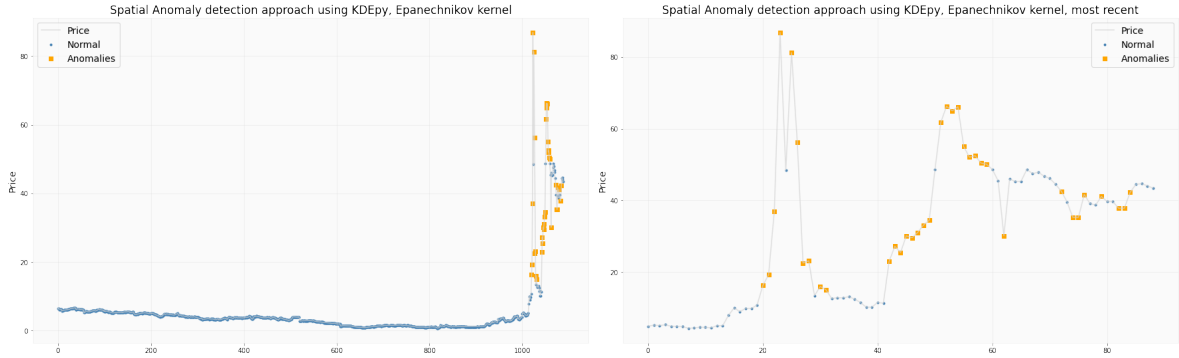 Spatial Anomaly detection approach using KDEpy, Epanechnikov kernel
Price
Normal
Anomalies
Price
80
60
40
20
0
0
200
400
600
800
1000
Spatial Anomaly detection approach using KDEpy, Epanechnikov kernel, most recent
Price
Normal
Anomalies
Price
80
60
40
20
0
20
40
60
80